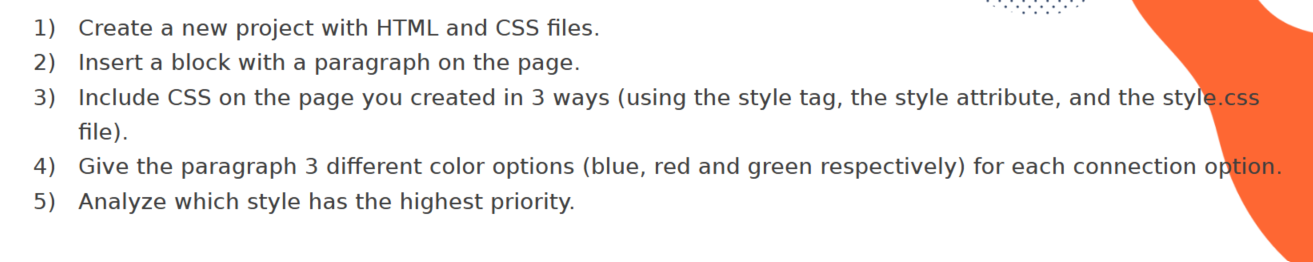 1) Create a new project with HTML and CSS files.
2) Insert a block with a paragraph on the page.
3) Include CSS on the page you created in 3 ways (using the style tag, the style attribute, and the style.css
file).
4) Give the paragraph 3 different color options (blue, red and green respectively) for each connection option.
5) Analyze which style has the highest priority.